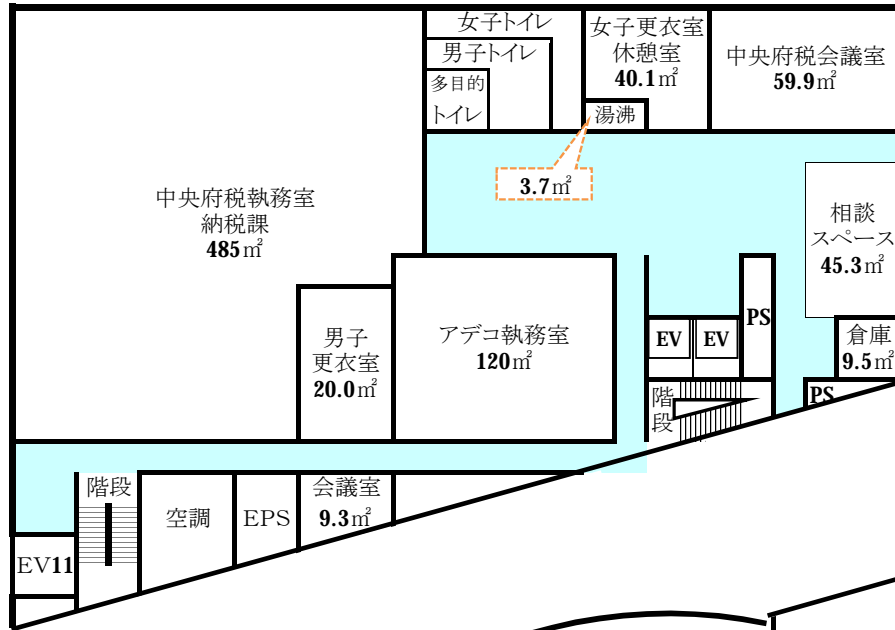 女子トイレ
男子トイレ
多目的
トイレ
女子更衣室
休憩室
40.1㎡
湯沸
3.7㎡
中央府税会議室
59.9㎡
中央府税執務室
納税課
485㎡
相談
スペース
45.3㎡
男子
更衣室
20.0㎡
アデコ執務室
120㎡
EV
EV
PS
倉庫
9.5㎡
階
段
PS
階段
空調
EPS
会議室
9.3㎡
EV11